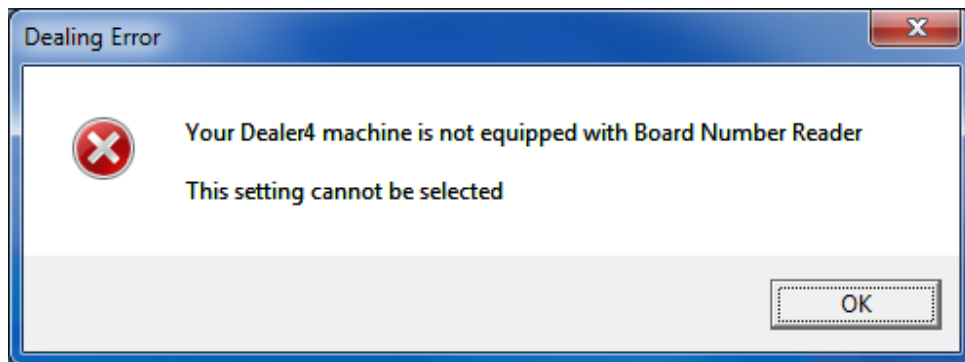 Dealing Error
Your Dealer4 machine is not equipped with Board Number Reader
This setting cannot be selected
OK